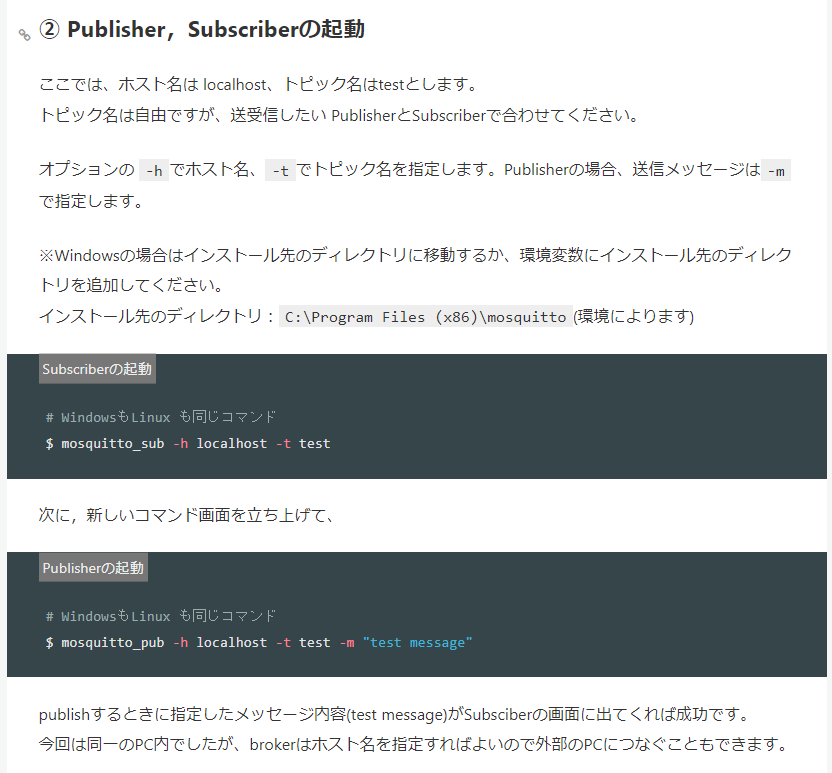 ② Publisher，Subscriberの起動
ここでは、ホスト名は localhost、トピック名はtestとします。
トピック名は自由ですが、送受信したい PublisherとSubscriberで合わせてください。
オプションの -h でホスト名、 -t でトピック名を指定します。Publisherの場合、送信メッセージは -m
で指定します。
※Windowsの場合はインストール先のディレクトリに移動するか、環境変数にインストール先のディレク
トリを追加してください。
インストール先のディレクトリ： C:\Program Files (x86)\mosquitto (環境によります)
Subscriberの起動
# WindowsもLinux も同じコマンド
$ mosquitto_sub -h localhost -t test
次に，新しいコマンド画面を立ち上げて、
Publisherの起動
# WindowsもLinux も同じコマンド
$ mosquitto_pub -h localhost -t test -m "test message"
publishするときに指定したメッセージ内容(test message)がSubsciberの画面に出てくれば成功です。
今回は同一のPC内でしたが、brokerはホスト名を指定すればよいので外部のPCにつなぐこともできます。